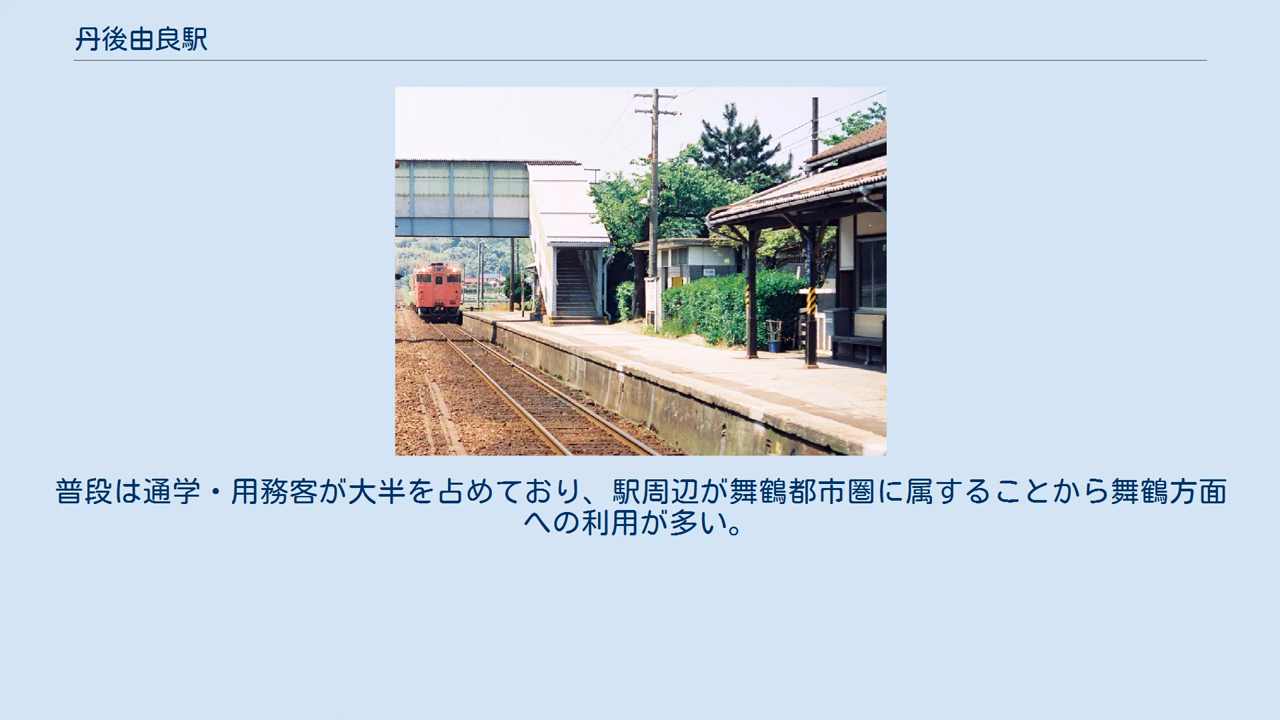 丹後由良駅
普段は通学・用務客が大半を占めており、駅周辺が舞鶴都市圏に属することから舞鶴方面
への利用が多い。